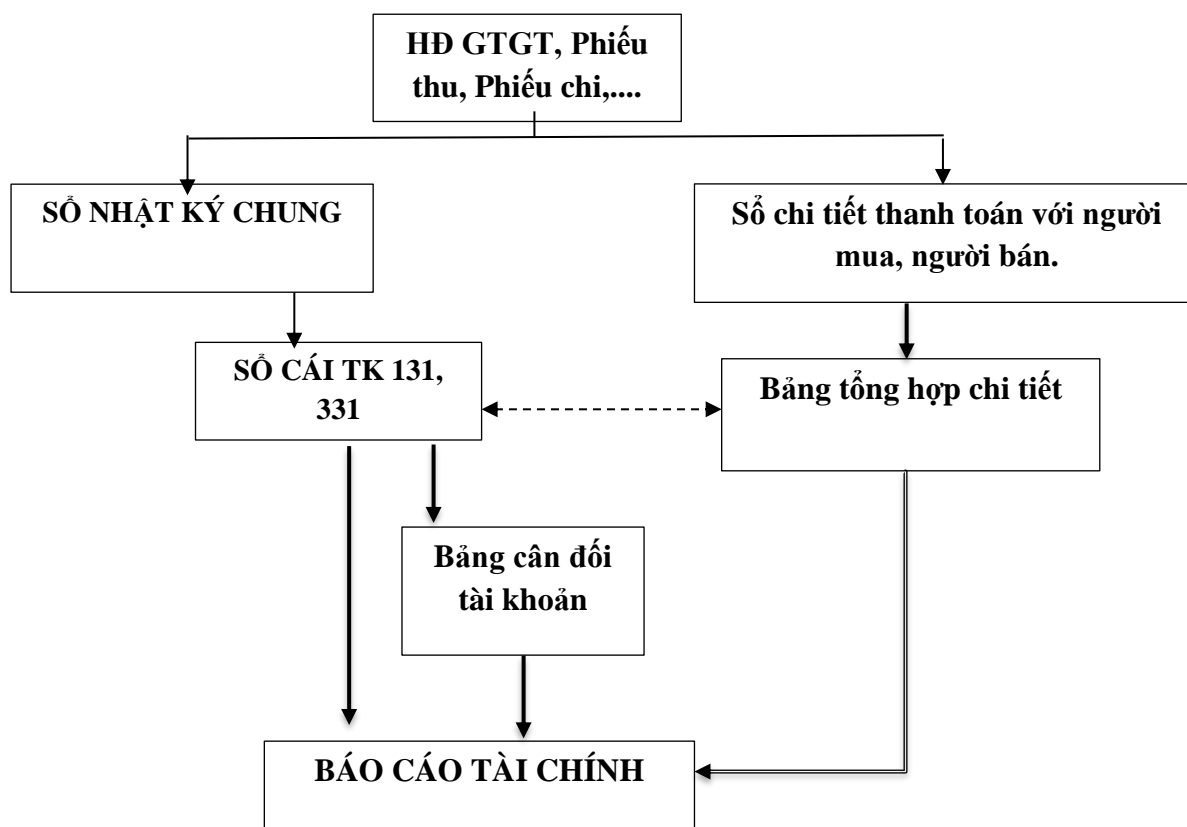 HĐ GTGT, Phiếu
thu, Phiếu chi,....
SỔ NHẬT KÝ CHUNG
Sổ chi tiết thanh toán với người
mua, người bán.
SỔ CÁI TK 131,
331
Bảng tổng hợp chi tiết
Bảng cân đối
tài khoản
BÁO CÁO TÀI CHÍNH